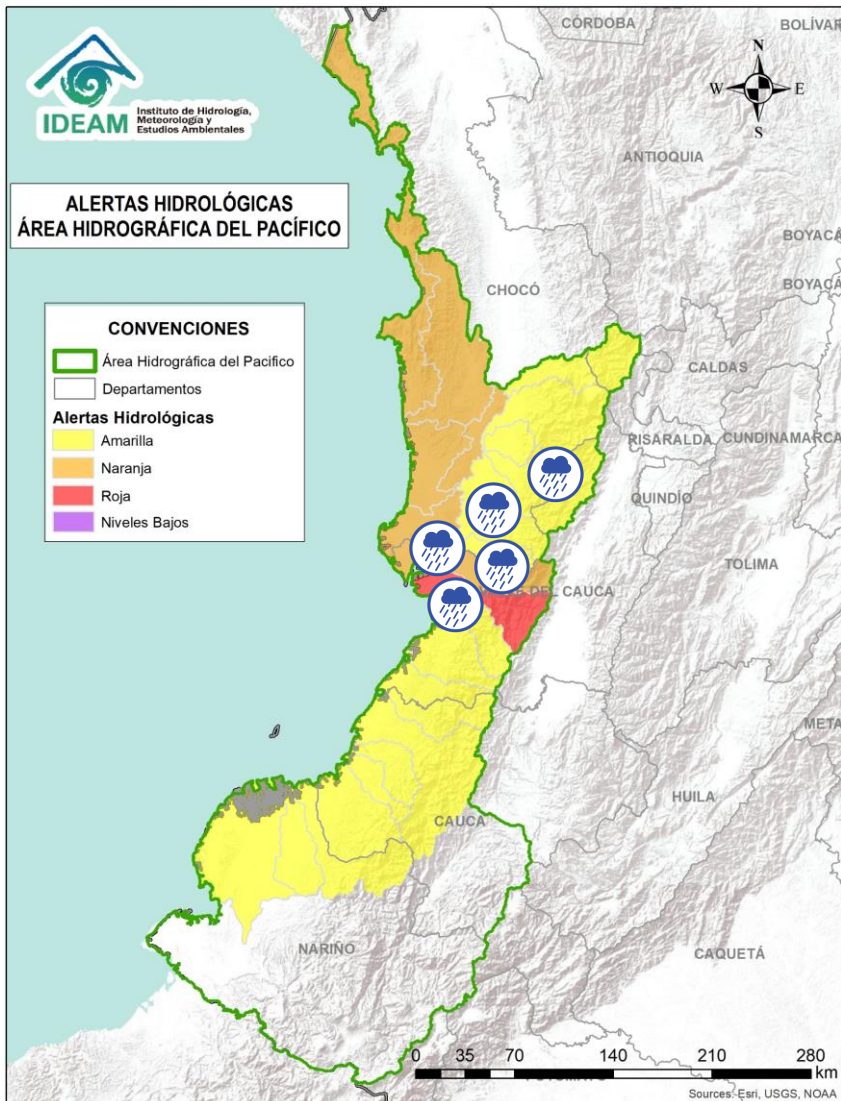 CÓRDOBA
BOLÍVAR
IDEAM
Instituto de Hidrología,
Meteorología y
Estudios Ambientales
N
W
E
S
ANTIOQUIA
ALERTAS HIDROLÓGICAS
ÁREA HIDROGRÁFICA DEL PACÍFICO
BOYACÁ
BOYACÁ
CHOCÓ
CONVENCIONES
Área Hidrográfica del Pacifico
Departamentos
Alertas Hidrológicas
Amarilla
Naranja
Roja
Niveles Bajos
CALDAS
RISARALDA
CUNDINAMARCA
QUINDÍO
TOLIMA
DEL CAUCA
META
HUILA
CAUCA
NARIÑO
CAQUETÁ
0 35 70 140 210 280
km
Sources: Esri, USGS, NOAA